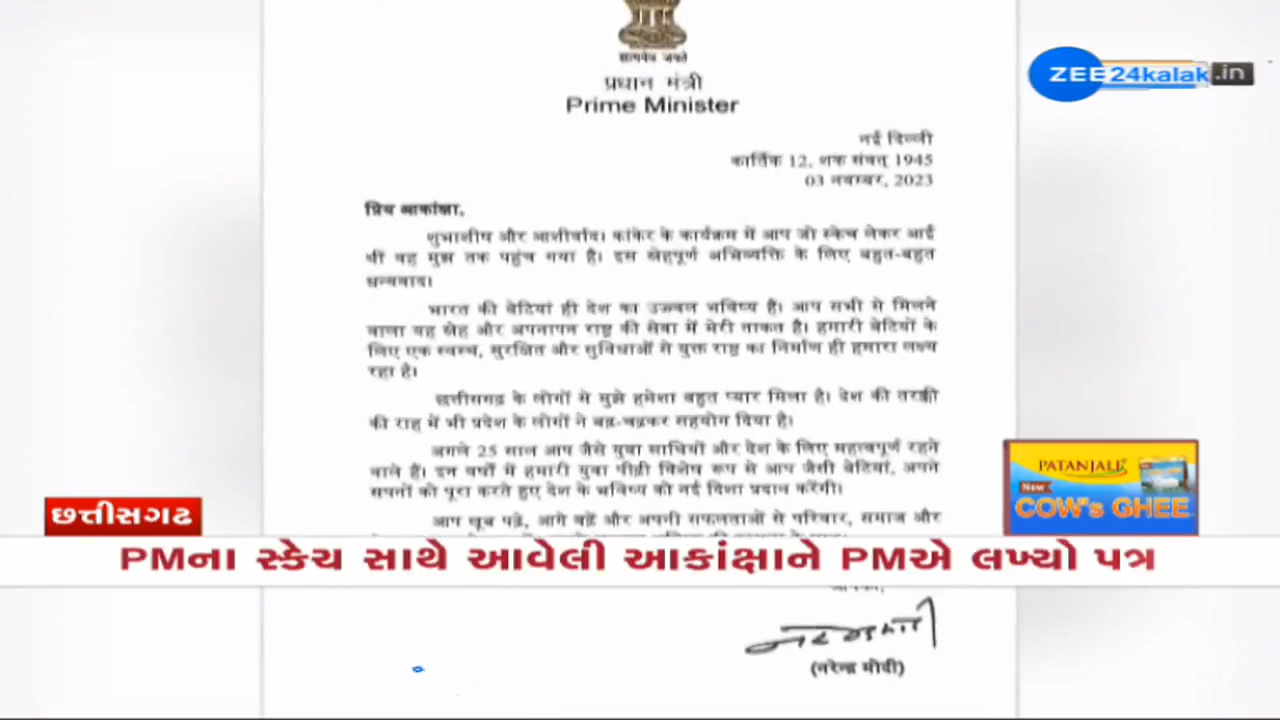 सत्यमेव जयते
प्रधान मंत्री
Prime Minister
ZEE24kalak.in
नई दिल्ली
कार्तिक 12, शक संवत् 1945
03 नवम्बर, 2023
प्रिय आकांक्षा,
शुभाशीष और आशीर्वाद। कांकेर के कार्यक्रम में आप जो स्केच लेकर आईं
थीं वह मुझ तक पहुंच गया है। इस स्नेहपूर्ण अभिव्यक्ति के लिए बहुत-बहुत
धन्यवाद।
भारत की बेटियां ही देश का उज्ज्वल भविष्य हैं। आप सभी से मिलने
वाला यह स्नेह और अपनापन राष्ट्र की सेवा में मेरी ताकत है। हमारी बेटियों के
लिए एक स्वस्थ, सुरक्षित और सुविधाओं से युक्त राष्ट्र का निर्माण ही हमारा लक्ष्य
रहा है।
छत्तीसगढ़ के लोगों से मुझे हमेशा बहुत प्यार मिला है। देश की तरक्की
की राह में भी प्रदेश के लोगों ने बढ़-चढ़कर सहयोग दिया है।
अगले 25 साल आप जैसे युवा साथियों और देश के लिए महत्वपूर्ण रहने
वाले हैं। इन वर्षों में हमारी युवा पीढ़ी विशेष रूप से आप जैसी बेटियां, अपने
सपनों को पूरा करते हुए देश के भविष्य को नई दिशा प्रदान करेंगी।
आप खूब पढ़ें, आगे बढ़ें और अपनी सफलताओं से परिवार, समाज और
PATANJALI
New
COW's GHEE
છત્તીસગઢ
PMના સ્કેચ સાથે આવેલી આકાંક્ષાને PMએ લખ્યો પત્ર
(नरेन्द्र मोदी)